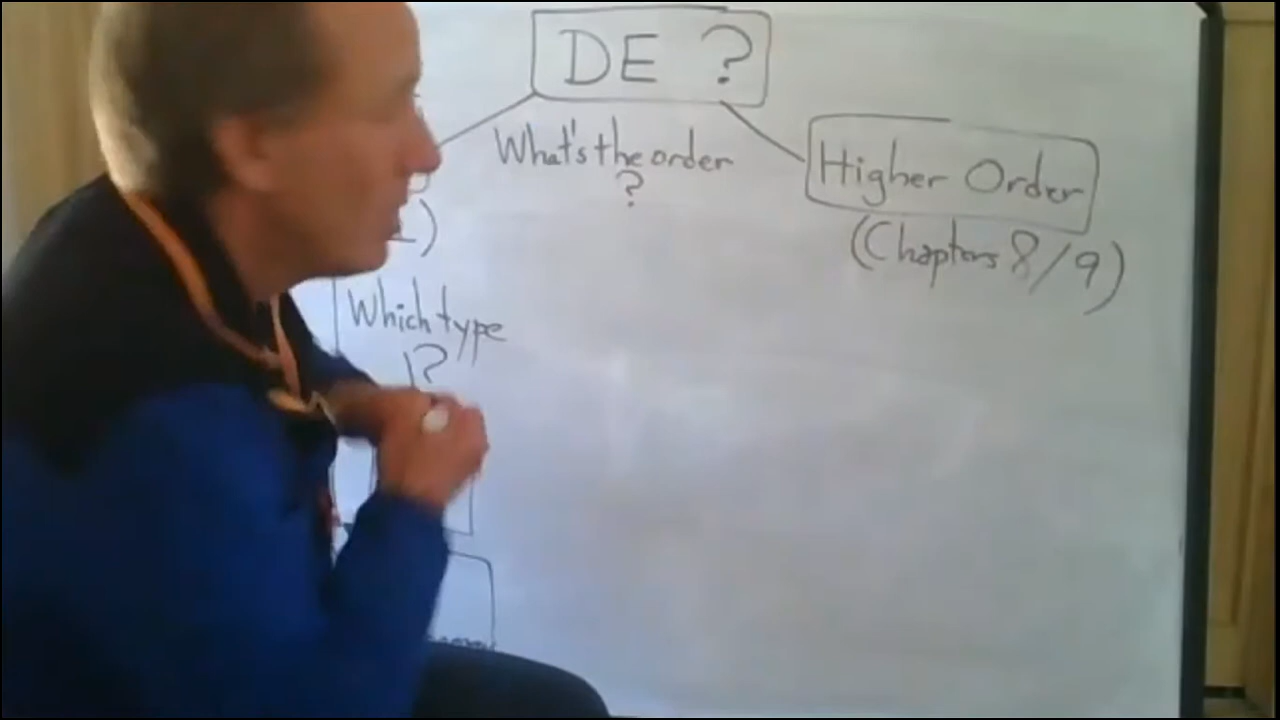 DE ?
What's the order
?
Higher Order
(Chapters 8/9)
Which type
?